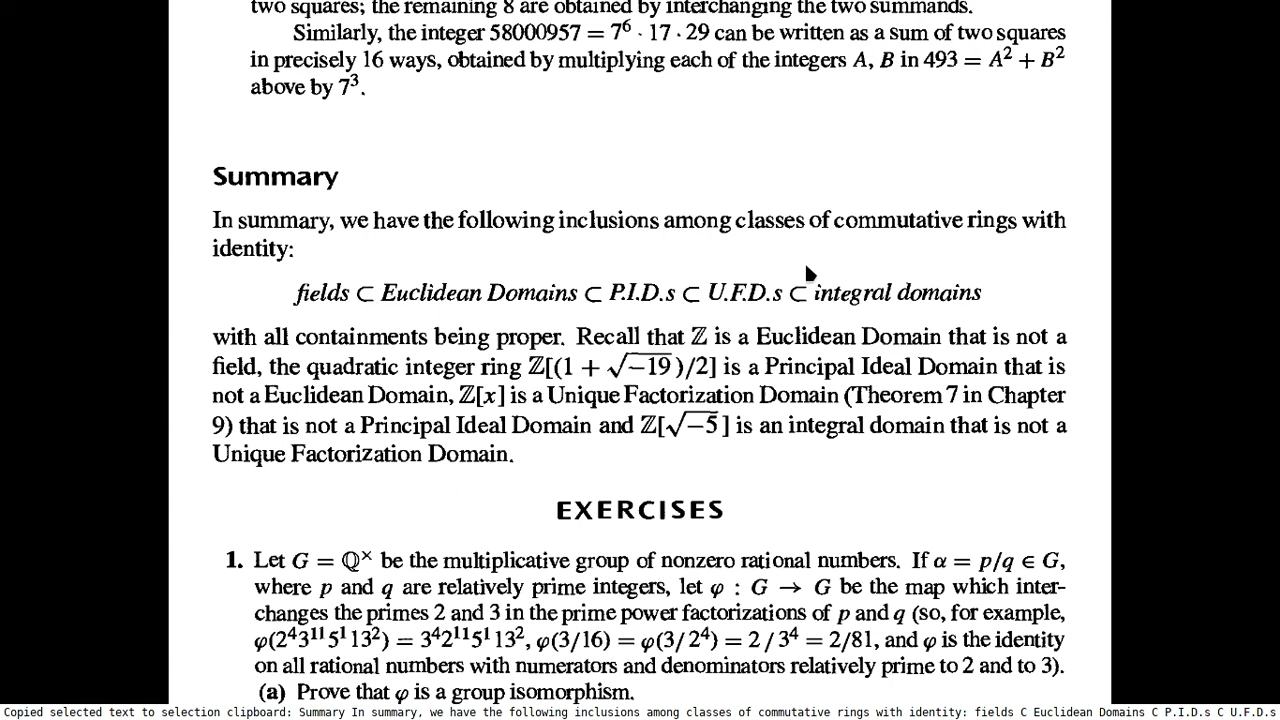 two squares; the remaining 8 are obtained by interchanging the two summands.
Similarly, the integer 58000957 = 7⁶ · 17 · 29 can be written as a sum of two squares
in precisely 16 ways, obtained by multiplying each of the integers A, B in 493 = A² + B²
above by 7³.
Summary
In summary, we have the following inclusions among classes of commutative rings with
identity:
fields ⊂ Euclidean Domains ⊂ P.I.D.s ⊂ U.F.D.s ⊂ integral domains
with all containments being proper. Recall that ℤ is a Euclidean Domain that is not a
field, the quadratic integer ring ℤ[(1 + √−19)/2] is a Principal Ideal Domain that is
not a Euclidean Domain, ℤ[x] is a Unique Factorization Domain (Theorem 7 in Chapter
9) that is not a Principal Ideal Domain and ℤ[√−5] is an integral domain that is not a
Unique Factorization Domain.
EXERCISES
1. Let G = ℚ× be the multiplicative group of nonzero rational numbers. If α = p/q ∈ G,
where p and q are relatively prime integers, let φ : G → G be the map which inter-
changes the primes 2 and 3 in the prime power factorizations of p and q (so, for example,
φ(2⁴3¹¹5¹13²) = 3⁴2¹¹5¹13², φ(3/16) = φ(3/2⁴) = 2/3⁴ = 2/81, and φ is the identity
on all rational numbers with numerators and denominators relatively prime to 2 and to 3).
(a) Prove that φ is a group isomorphism.
Copied selected text to selection clipboard: Summary In summary, we have the following inclusions among classes of commutative rings with identity: fields C Euclidean Domains C P.I.D.s C U.F.D.s